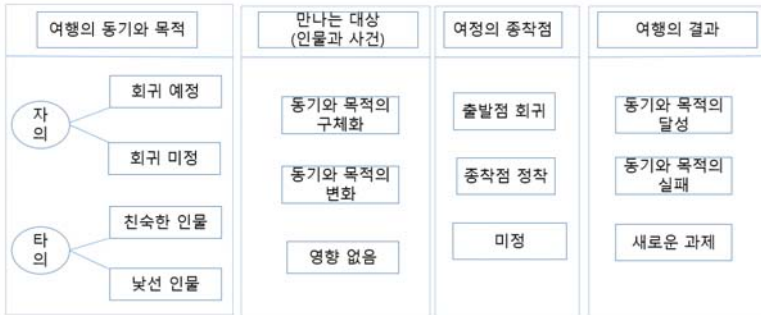 여행의 동기와 목적
자
의
회귀 예정
회귀 미정
타
의
친숙한 인물
낯선 인물
만나는 대상
(인물과 사건)
동기와 목적의
구체화
동기와 목적의
변화
영향 없음
여정의 종착점
출발점 회귀
종착점 정착
미정
여행의 결과
동기와 목적의
달성
동기와 목적의
실패
새로운 과제